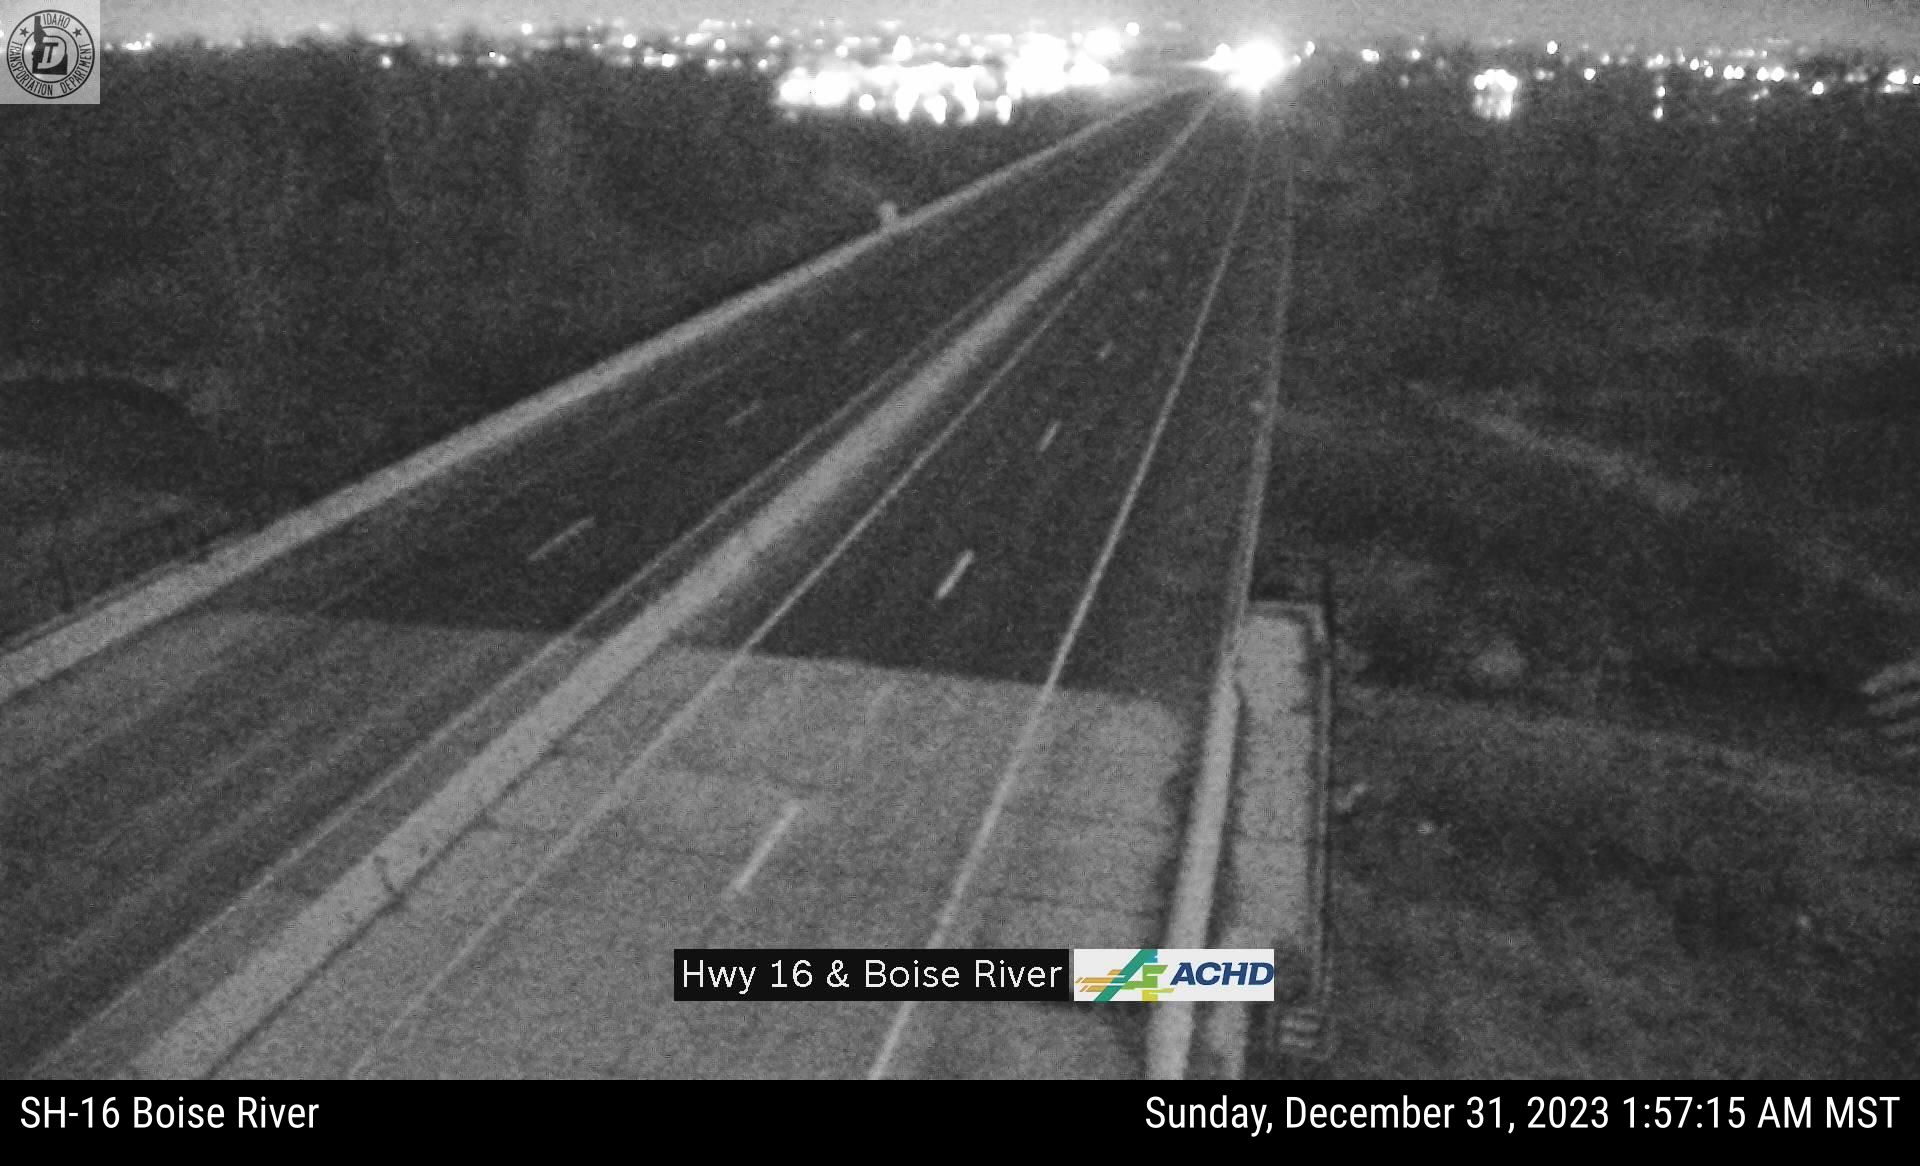 IDAHO
TRANSPORTATION DEPARTMENT
Hwy 16 & Boise River
ACHD
SH-16 Boise River
Sunday, December 31, 2023 1:57:15 AM MST